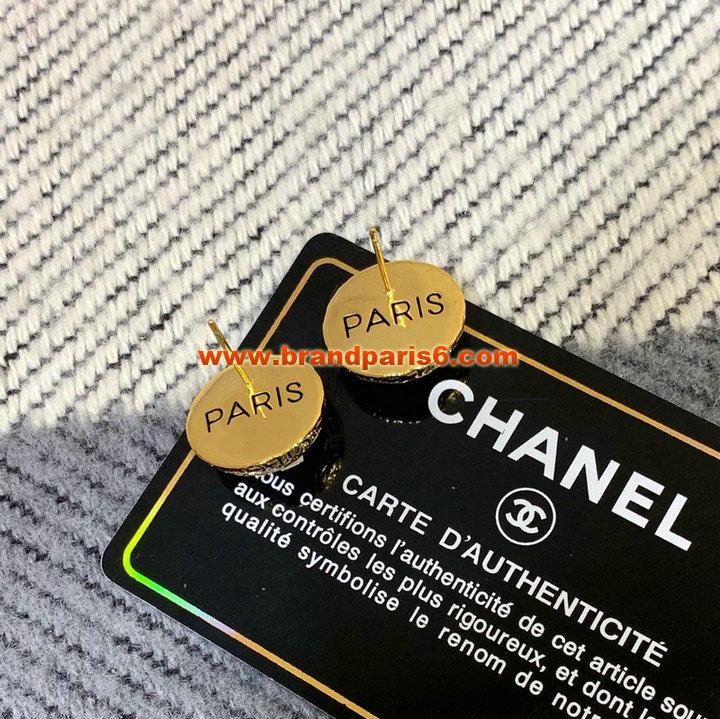 PARIS
www.brandparis6.com
PARIS
CHANEL
CARTE D'AUTHENTICITÉ
Nous certifions l'authenticité de cet article
aux contrôles les plus rigoureux, et dont
qualité symbolise le renom de